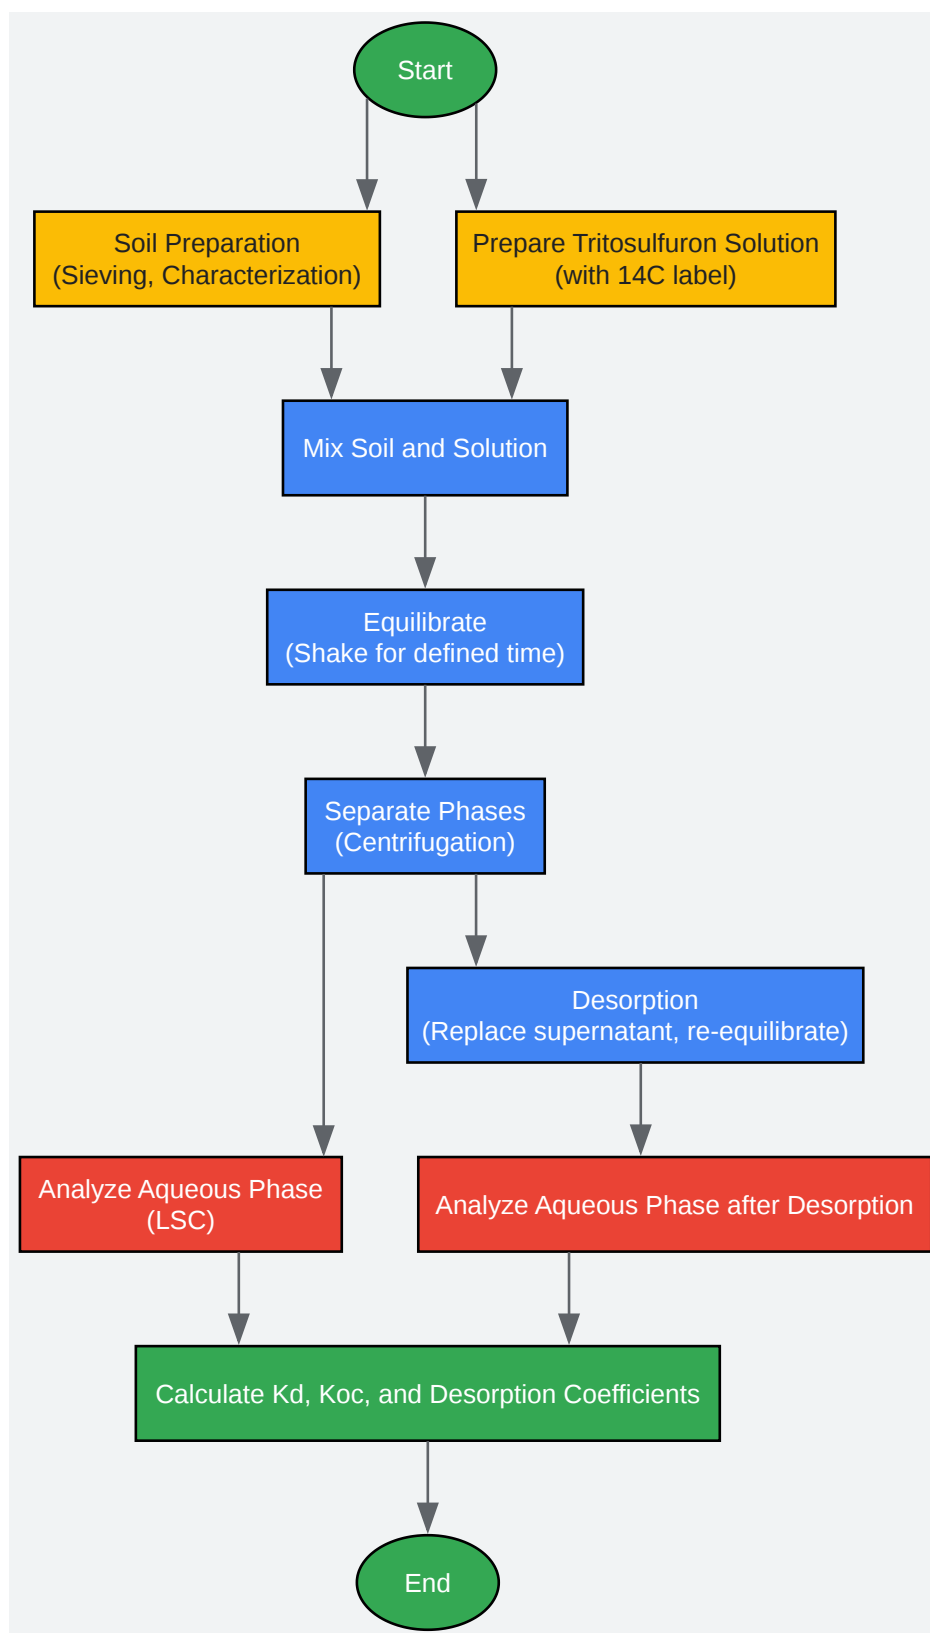 Start
Soil Preparation
(Sieving, Characterization)
Prepare Tritosulfuron Solution
(with 14C label)
Mix Soil and Solution
Equilibrate
(Shake for defined time)
Separate Phases
(Centrifugation)
Desorption
(Replace supernatant, re-equilibrate)
Analyze Aqueous Phase
(LSC)
Analyze Aqueous Phase after Desorption
Calculate Kd, Koc, and Desorption Coefficients
End